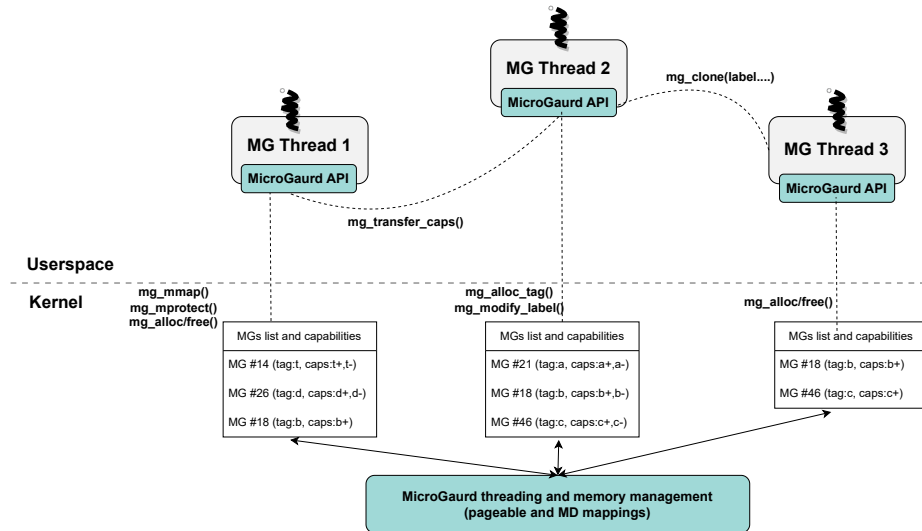 MG Thread 2
MicroGaurd API
mg_clone(label....)
MG Thread 1
MicroGaurd API
MG Thread 3
MicroGaurd API
mg_transfer_caps()
Userspace
Kernel
mg_mmap()
mg_mprotect()
mg_alloc/free()
mg_alloc_tag()
mg_modify_label()
mg_alloc/free()
MGs list and capabilities
MG #14 (tag:t, caps:t+,t-)
MG #26 (tag:d, caps:d+,d-)
MG #18 (tag:b, caps:b+)
MGs list and capabilities
MG #21 (tag:a, caps:a+,a-)
MG #18 (tag:b, caps:b+,b-)
MG #46 (tag:c, caps:c+,c-)
MGs list and capabilities
MG #18 (tag:b, caps:b+)
MG #46 (tag:c, caps:c+)
MicroGaurd threading and memory management
(pageable and MD mappings)